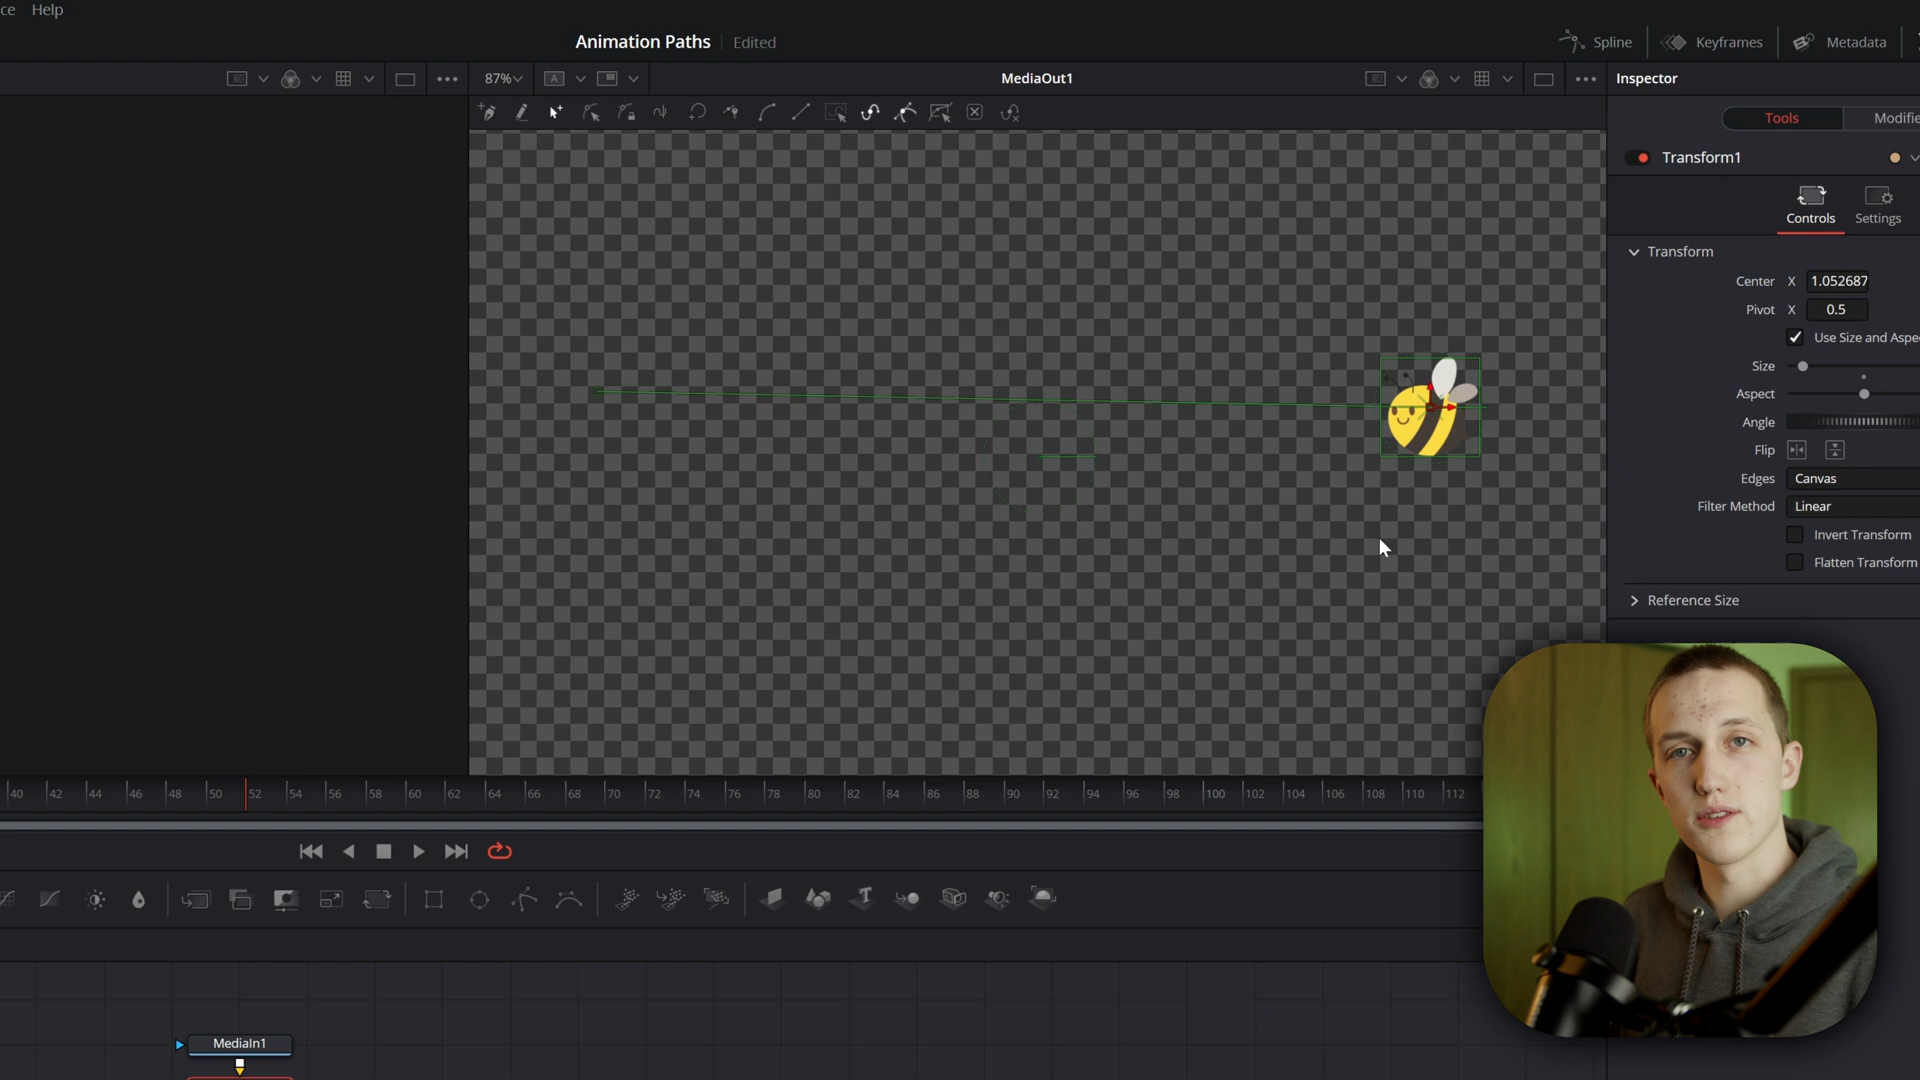 ce Help
Animation Paths Edited
Spline Keyframes Metadata
87% A MediaOut1
Inspector
Tools Modifie
Transform1
Controls Settings
Transform
Center X 1.052687
Pivot X 0.5
Use Size and Aspe
Size
Aspect
Angle
Flip
Edges Canvas
Filter Method Linear
Invert Transform
Flatten Transform
Reference Size
40 42 44 46 48 50 52 54 56 58 60 62 64 66 68 70 72 74 76 78 80 82 84 86 88 90 92 94 96 98 100 102 104 106 108 110 112
T
MediaIn1